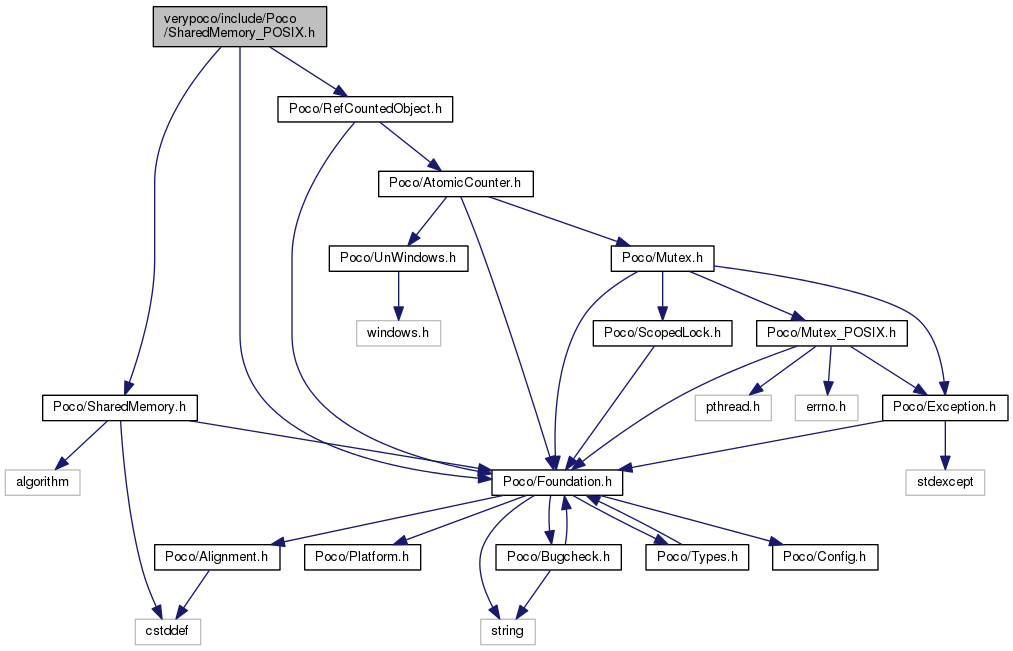 verypoco/include/Poco
/SharedMemory_POSIX.h
Poco/RefCountedObject.h
Poco/AtomicCounter.h
Poco/UnWindows.h
Poco/Mutex.h
windows.h
Poco/ScopedLock.h
Poco/Mutex_POSIX.h
Poco/SharedMemory.h
pthread.h
errno.h
Poco/Exception.h
algorithm
Poco/Foundation.h
stdexcept
Poco/Alignment.h
Poco/Platform.h
Poco/Bugcheck.h
Poco/Types.h
Poco/Config.h
cstddef
string